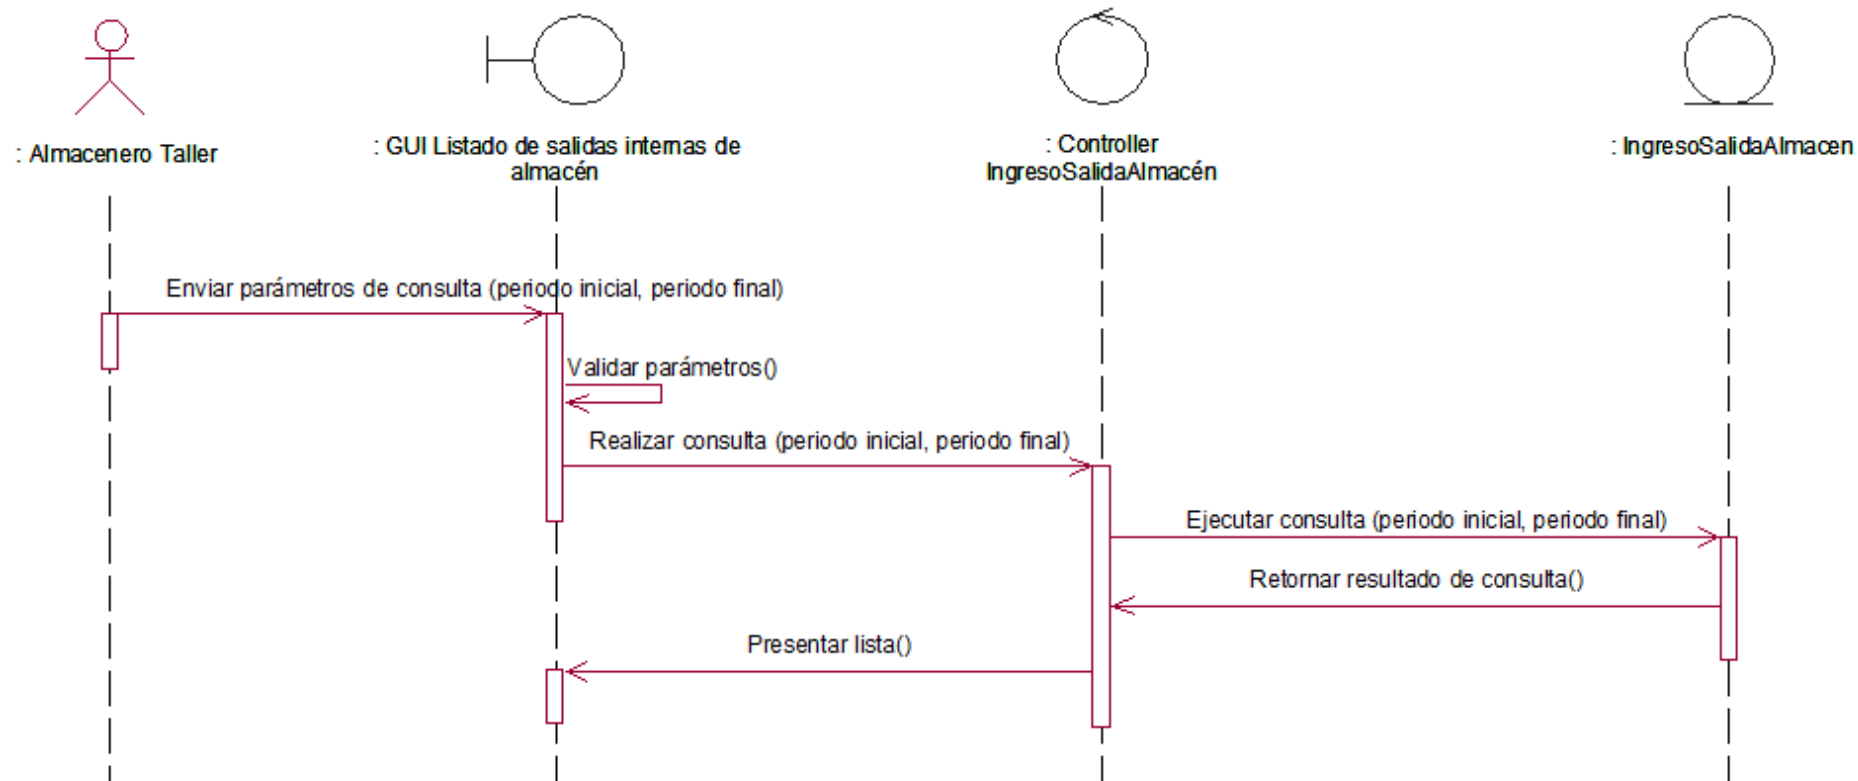 : Almacenero Taller
: GUI Listado de salidas internas de
almacén
: Controller
IngresoSalidaAlmacén
: IngresoSalidaAlmacen
Enviar parámetros de consulta (periodo inicial, periodo final)
Validar parámetros()
Realizar consulta (periodo inicial, periodo final)
Ejecutar consulta (periodo inicial, periodo final)
Retornar resultado de consulta()
Presentar lista()